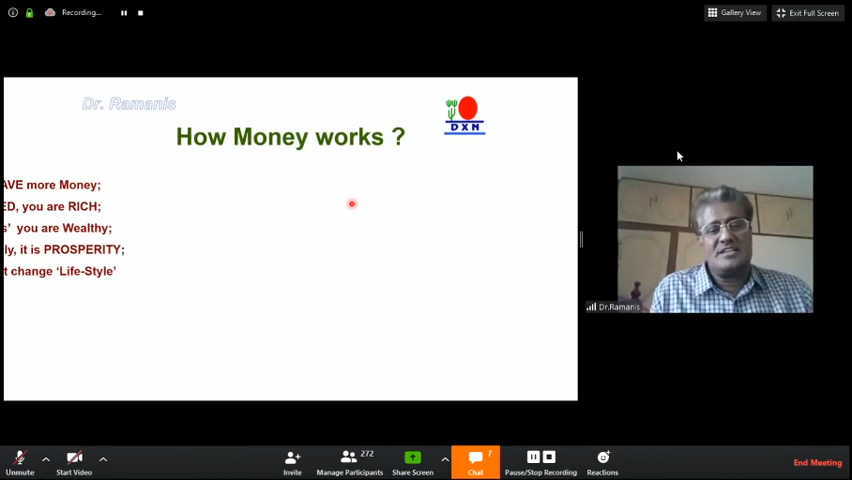 Recording...
Gallery View
Exit Full Screen
Dr. Ramanis
How Money works ?
DXN
AVE more Money;
ED, you are RICH;
s' you are Wealthy;
ly, it is PROSPERITY;
t change 'Life-Style'
Dr.Ramanis
Unmute
Start Video
Invite
272
Manage Participants
Share Screen
7
Chat
Pause/Stop Recording
Reactions
End Meeting